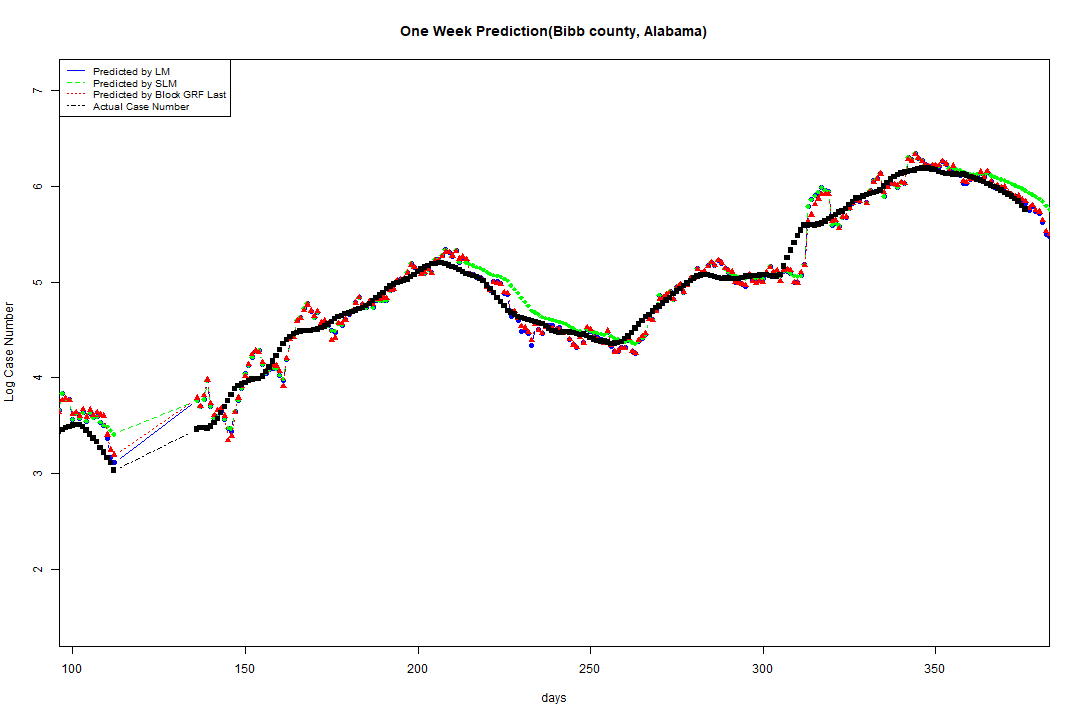 One Week Prediction(Bibb county, Alabama)
Predicted by LM
Predicted by SLM
Predicted by Block GRF Last
Actual Case Number
Log Case Number
7
6
5
4
3
2
100 150 200 250 300 350
days